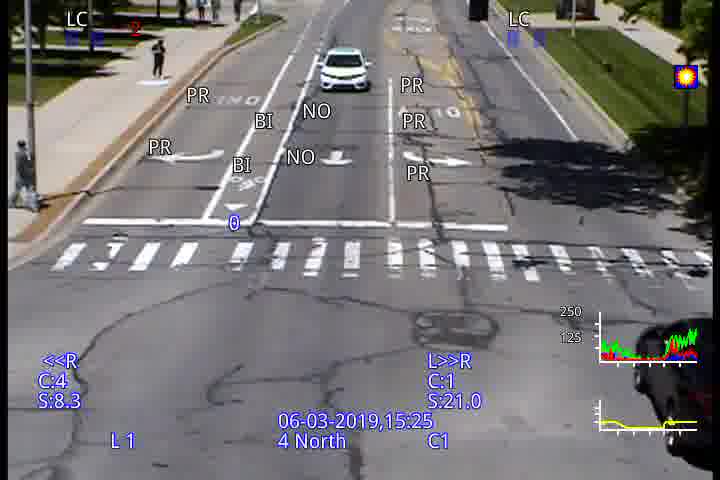 LC
LC
2
PR
PR
NO
BI
PR
PR
NO
BI
PR
0
250
125
<<R
L>>R
C:4
C:1
S:8.3
S:21.0
06-03-2019,15:25
L 1
4 North
C1